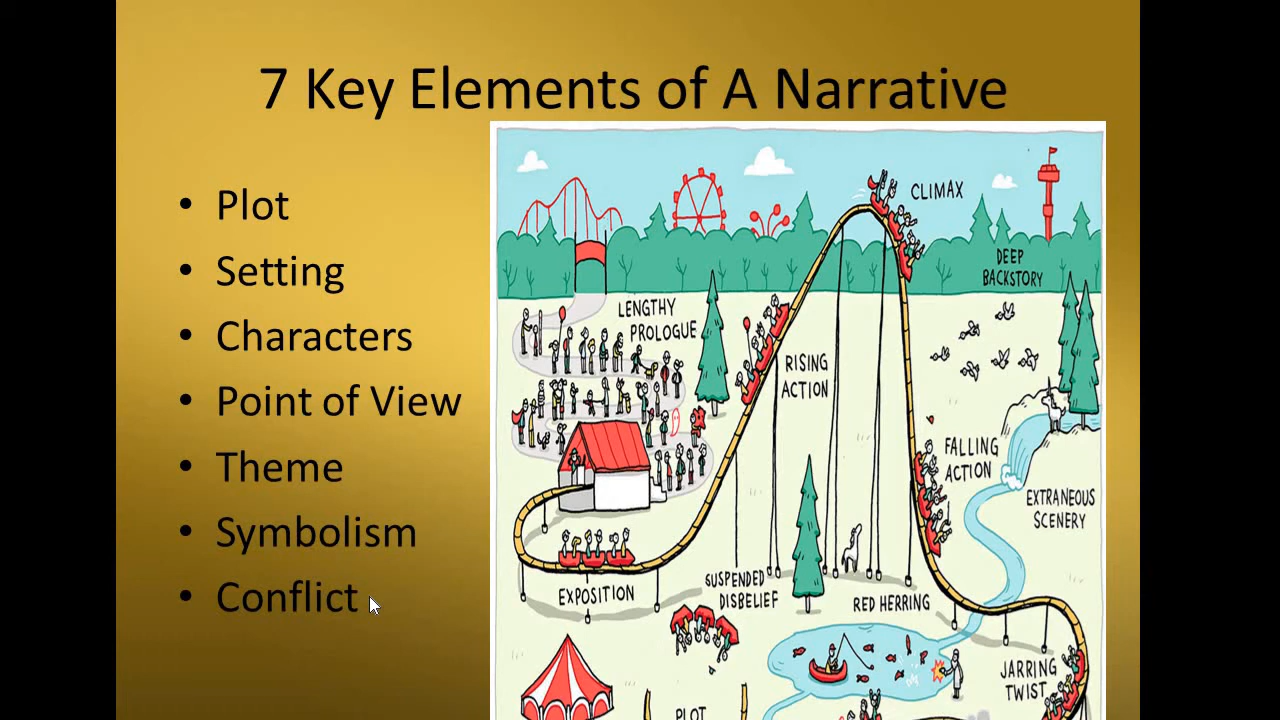 7 Key Elements of A Narrative
• Plot
• Setting
• Characters
• Point of View
• Theme
• Symbolism
• Conflict
CLIMAX
DEEP
BACKSTORY
LENGTHY
PROLOGUE
RISING
ACTION
FALLING
ACTION
EXTRANEOUS
SCENERY
EXPOSITION
SUSPENDED
DISBELIEF
RED HERRING
JARRING
TWIST
PLOT